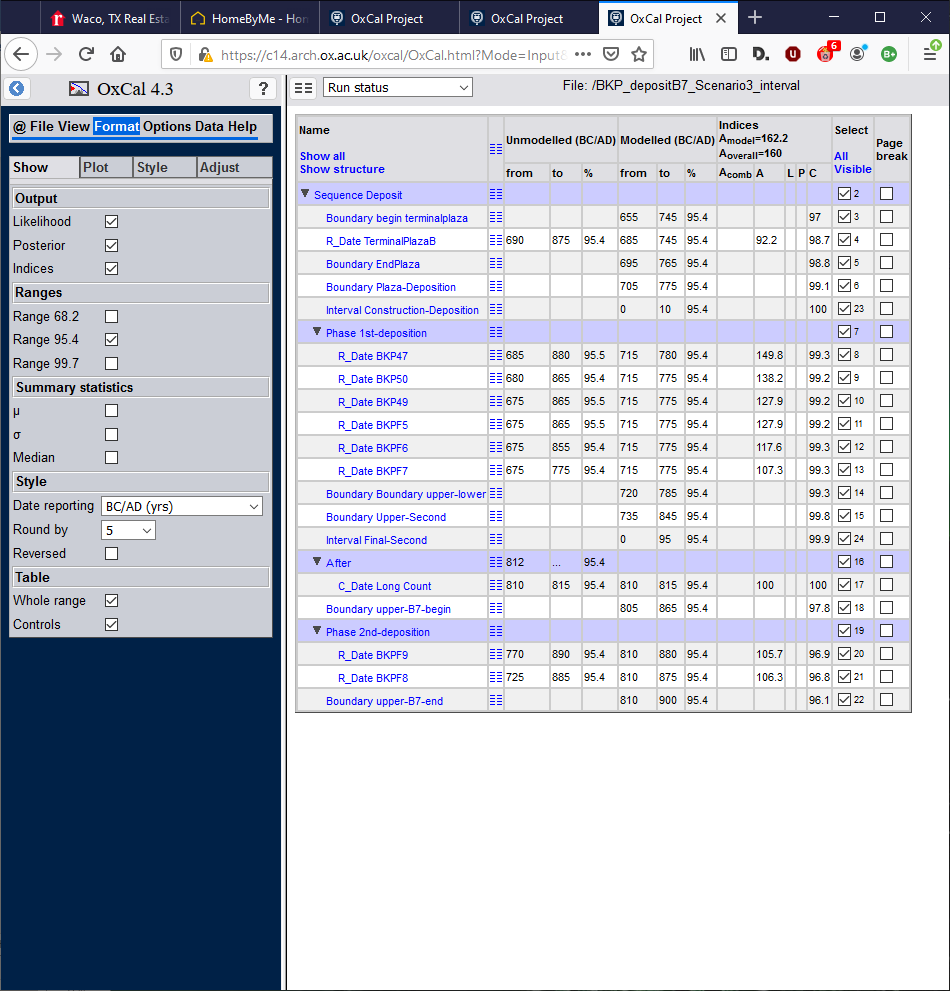 Waco, TX Real Esta
HomeByMe - Hom
OxCal Project
OxCal Project
OxCal Project
https://c14.arch.ox.ac.uk/oxcal/OxCal.html?Mode=Input&
6
OxCal 4.3
?
Run status
File: /BKP_depositB7_Scenario3_interval
@ File View Format Options Data Help
Show Plot Style Adjust
Output
Likelihood
Posterior
Indices
Ranges
Range 68.2
Range 95.4
Range 99.7
Summary statistics
μ
σ
Median
Style
Date reporting BC/AD (yrs)
Round by 5
Reversed
Table
Whole range
Controls
Name
Show all
Show structure
Unmodelled (BC/AD) Modelled (BC/AD) Indices
Amodel=162.2
Aoverall=160
Select
All
Visible
Page
break
from to % from to % Acomb A L P C
Sequence Deposit 2
Boundary begin terminalplaza 655 745 95.4 97 3
R_Date TerminalPlazaB 690 875 95.4 685 745 95.4 92.2 98.7 4
Boundary EndPlaza 695 765 95.4 98.8 5
Boundary Plaza-Deposition 705 775 95.4 99.1 6
Interval Construction-Deposition 0 10 95.4 100 23
Phase 1st-deposition 7
R_Date BKP47 685 880 95.5 715 780 95.4 149.8 99.3 8
R_Date BKP50 680 865 95.4 715 775 95.4 138.2 99.2 9
R_Date BKP49 675 865 95.5 715 775 95.4 127.9 99.2 10
R_Date BKPF5 675 865 95.5 715 775 95.4 127.9 99.2 11
R_Date BKPF6 675 855 95.4 715 775 95.4 117.6 99.3 12
R_Date BKPF7 675 775 95.4 715 775 95.4 107.3 99.3 13
Boundary Boundary upper-lower 720 785 95.4 99.3 14
Boundary Upper-Second 735 845 95.4 99.8 15
Interval Final-Second 0 95 95.4 99.9 24
After 812 ... 95.4 16
C_Date Long Count 810 815 95.4 810 815 95.4 100 100 17
Boundary upper-B7-begin 805 865 95.4 97.8 18
Phase 2nd-deposition 19
R_Date BKPF9 770 890 95.4 810 880 95.4 105.7 96.9 20
R_Date BKPF8 725 885 95.4 810 875 95.4 106.3 96.8 21
Boundary upper-B7-end 810 900 95.4 96.1 22